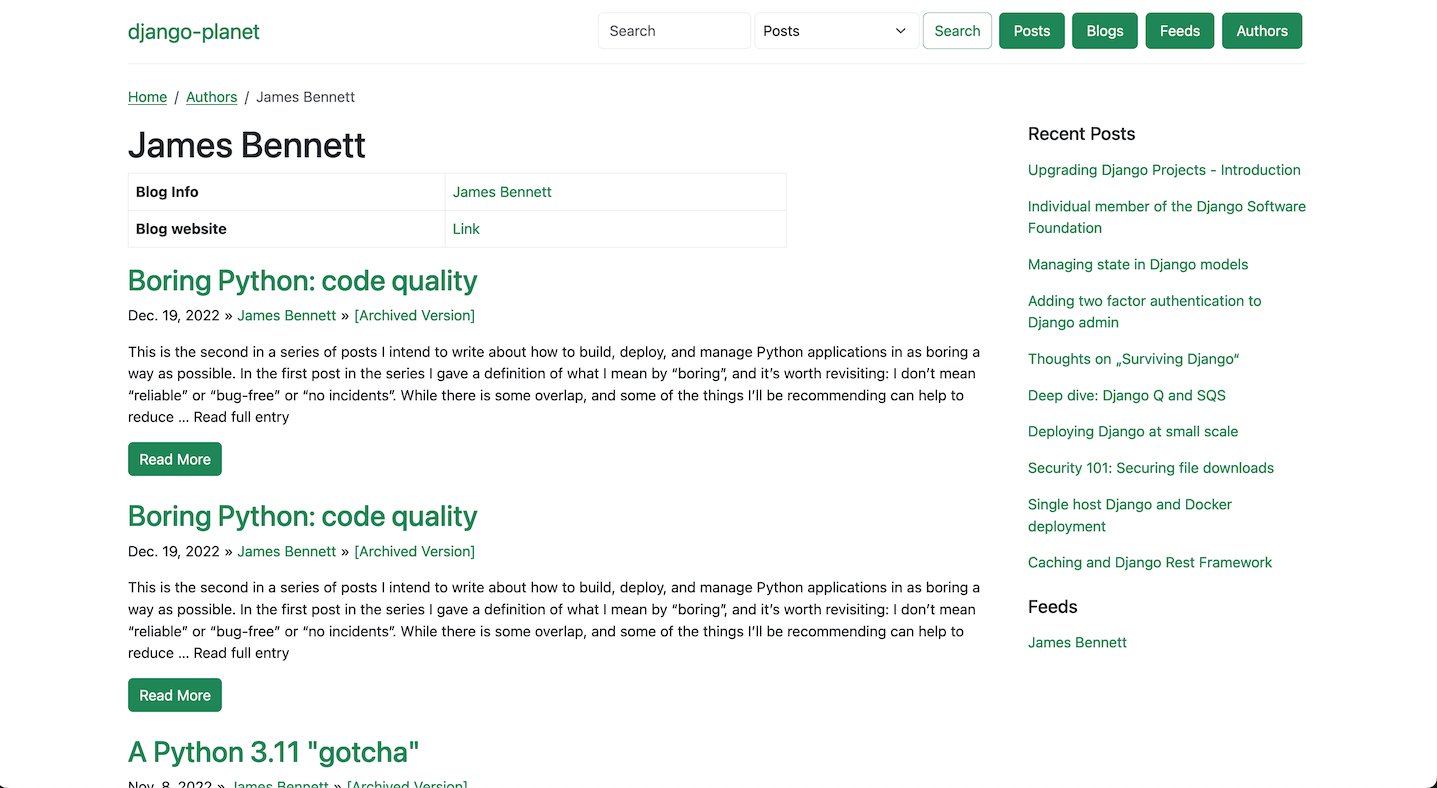 django-planet
Search
Posts
Search
Posts
Blogs
Feeds
Authors
Home / Authors / James Bennett
James Bennett
Blog Info James Bennett
Blog website Link
Boring Python: code quality
Dec. 19, 2022 » James Bennett » [Archived Version]
This is the second in a series of posts I intend to write about how to build, deploy, and manage Python applications in as boring a
way as possible. In the first post in the series I gave a definition of what I mean by “boring”, and it’s worth revisiting: I don’t mean
“reliable” or “bug-free” or “no incidents”. While there is some overlap, and some of the things I’ll be recommending can help to
reduce … Read full entry
Read More
Boring Python: code quality
Dec. 19, 2022 » James Bennett » [Archived Version]
This is the second in a series of posts I intend to write about how to build, deploy, and manage Python applications in as boring a
way as possible. In the first post in the series I gave a definition of what I mean by “boring”, and it’s worth revisiting: I don’t mean
“reliable” or “bug-free” or “no incidents”. While there is some overlap, and some of the things I’ll be recommending can help to
reduce … Read full entry
Read More
A Python 3.11 "gotcha"
Nov. 8, 2022 » James Bennett » [Archived Version]
Recent Posts
Upgrading Django Projects - Introduction
Individual member of the Django Software
Foundation
Managing state in Django models
Adding two factor authentication to
Django admin
Thoughts on „Surviving Django“
Deep dive: Django Q and SQS
Deploying Django at small scale
Security 101: Securing file downloads
Single host Django and Docker
deployment
Caching and Django Rest Framework
Feeds
James Bennett